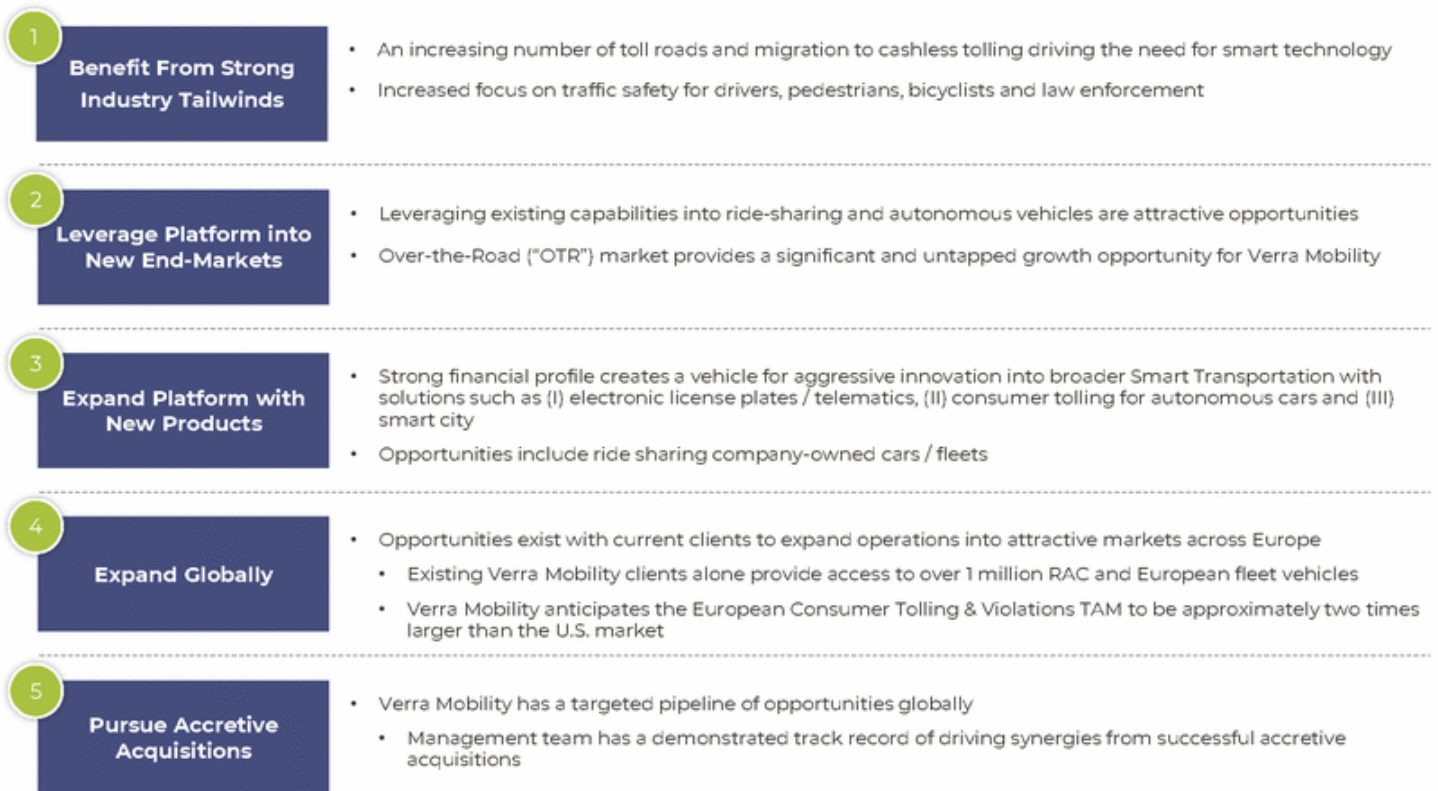 1
Benefit From Strong
Industry Tailwinds
• An increasing number of toll roads and migration to cashless tolling driving the need for smart technology
• Increased focus on traffic safety for drivers, pedestrians, bicyclists and law enforcement
2
Leverage Platform into
New End-Markets
• Leveraging existing capabilities into ride-sharing and autonomous vehicles are attractive opportunities
• Over-the-Road ("OTR") market provides a significant and untapped growth opportunity for Verra Mobility
3
Expand Platform with
New Products
• Strong financial profile creates a vehicle for aggressive innovation into broader Smart Transportation with
solutions such as (I) electronic license plates / telematics, (II) consumer tolling for autonomous cars and (III)
smart city
• Opportunities include ride sharing company-owned cars / fleets
4
Expand Globally
• Opportunities exist with current clients to expand operations into attractive markets across Europe
• Existing Verra Mobility clients alone provide access to over 1 million RAC and European fleet vehicles
• Verra Mobility anticipates the European Consumer Tolling & Violations TAM to be approximately two times
larger than the U.S. market
5
Pursue Accretive
Acquisitions
• Verra Mobility has a targeted pipeline of opportunities globally
• Management team has a demonstrated track record of driving synergies from successful accretive
acquisitions